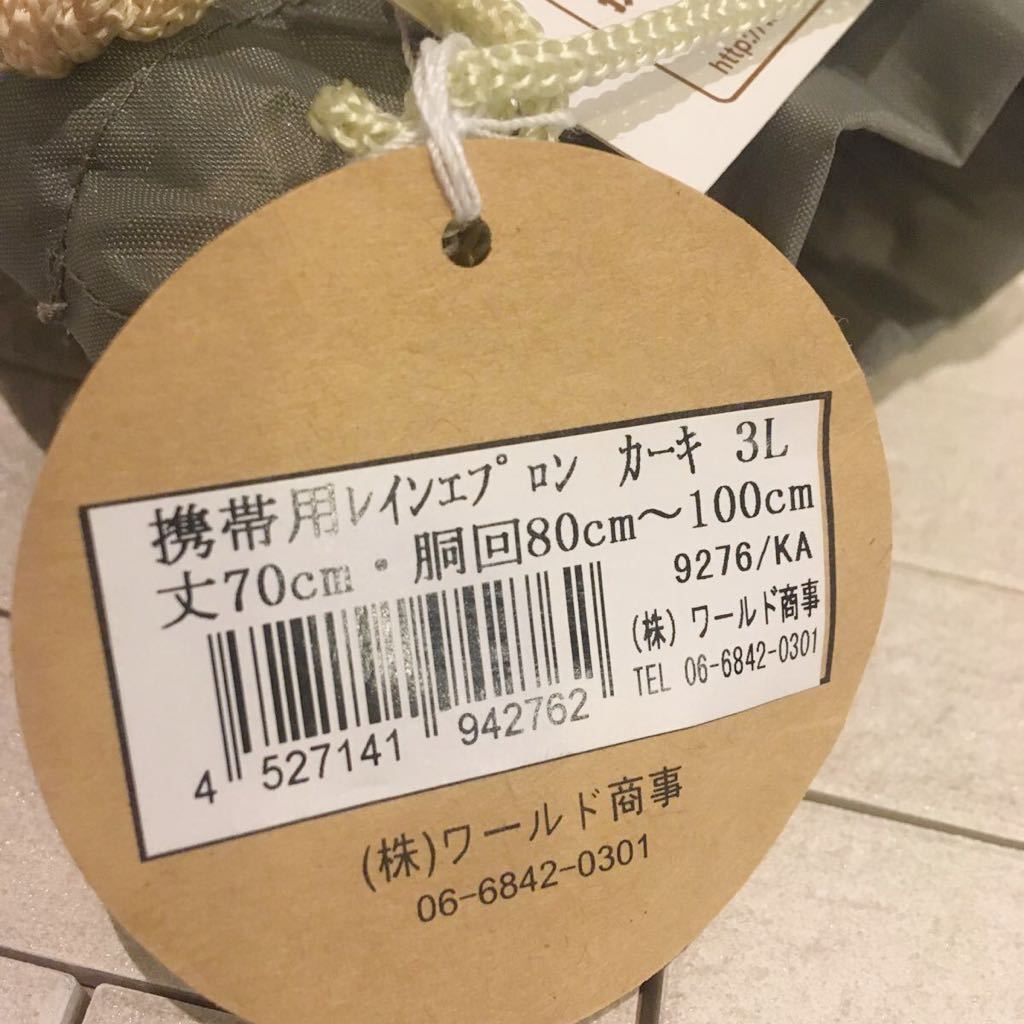 http://
携帯用ﾚインエプロン カーキ 3L
丈70cm・胴回80cm～100cm
9276/KA
(株) ワールド商事
TEL 06-6842-0301
4 527141 942762
(株)ワールド商事
06-6842-0301